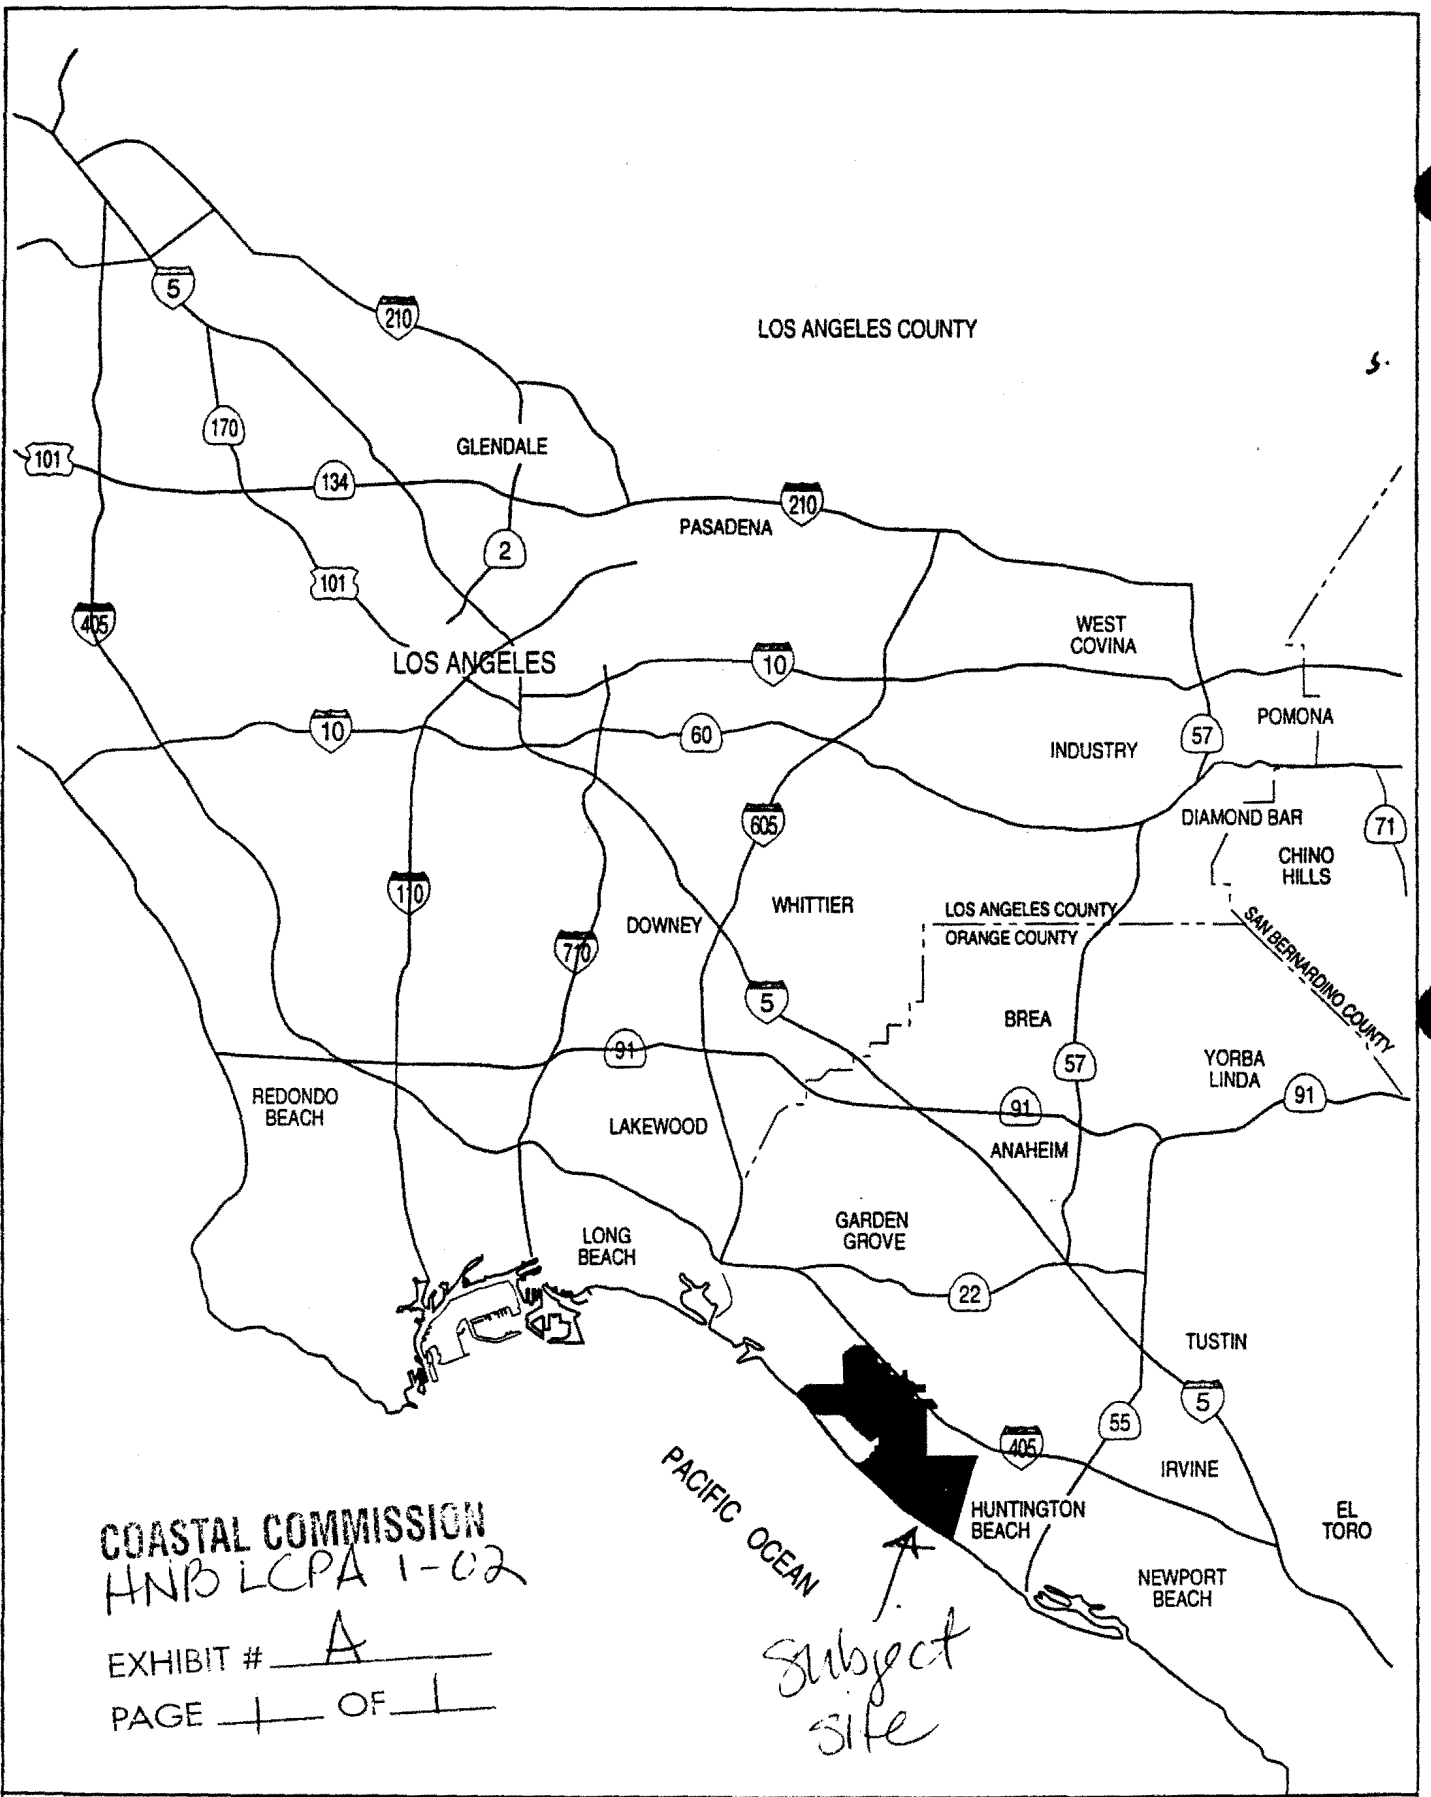 5
210
LOS ANGELES COUNTY
170
GLENDALE
101
134
210
PASADENA
2
101
405
WEST
COVINA
LOS ANGELES
10
POMONA
10
60
57
INDUSTRY
605
DIAMOND BAR
71
CHINO
HILLS
110
WHITTIER
LOS ANGELES COUNTY
ORANGE COUNTY
SAN BERNARDINO COUNTY
DOWNEY
710
5
BREA
91
57
YORBA
LINDA
91
REDONDO
BEACH
91
LAKEWOOD
ANAHEIM
GARDEN
GROVE
LONG
BEACH
22
TUSTIN
5
55
405
IRVINE
PACIFIC OCEAN
HUNTINGTON
BEACH
EL
TORO
NEWPORT
BEACH
COASTAL COMMISSION
HNB LCPA 1-02
EXHIBIT # A
PAGE 1 OF 1
Subject
site